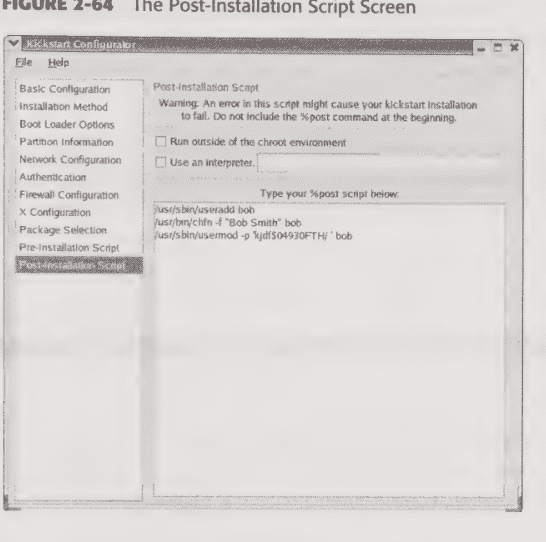 FIGURE 2-64 The Post-Installation Script Screen
Kickstart Configurator
File Help
Basic Configuration
Installation Method
Boot Loader Options
Partition Information
Network Configuration
Authentication
Firewall Configuration
X Configuration
Package Selection
Pre-Installation Script
Post-Installation Script
Post-Installation Script
Warning: An error in this script might cause your kickstart installation
to fail. Do not include the %post command at the beginning.
Run outside of the chroot environment
Use an interpreter:
Type your %post script below:
/usr/sbin/useradd bob
/usr/bin/chfn -f "Bob Smith" bob
/usr/sbin/usermod -p 'kjdf$04930FTH/ ' bob